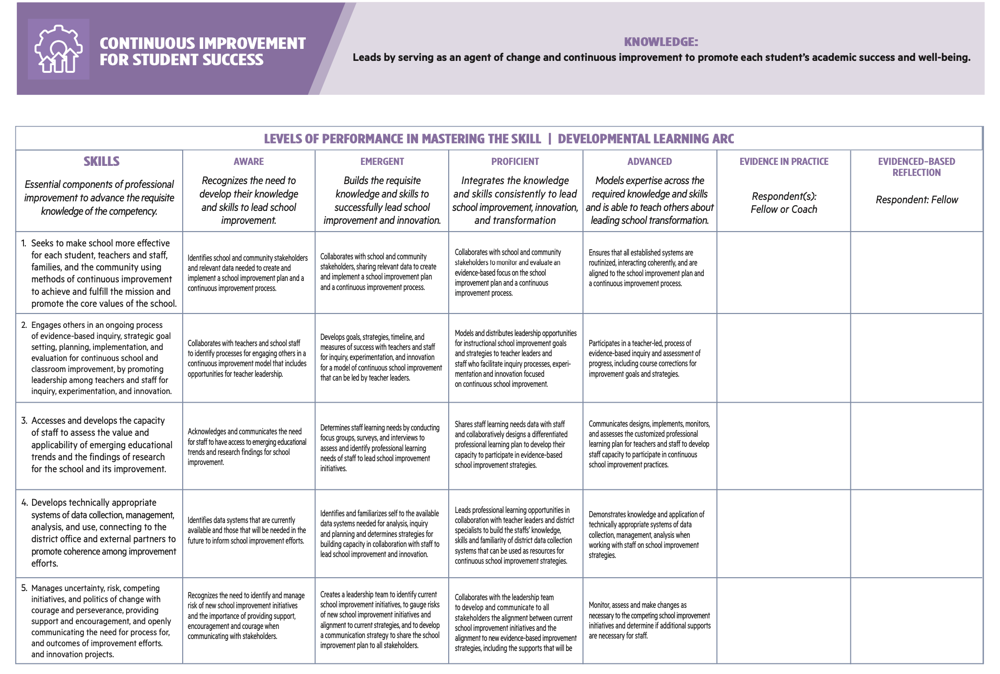 CONTINUOUS IMPROVEMENT
FOR STUDENT SUCCESS
KNOWLEDGE:
Leads by serving as an agent of change and continuous improvement to promote each student's academic success and well-being.
LEVELS OF PERFORMANCE IN MASTERING THE SKILL | DEVELOPMENTAL LEARNING ARC
SKILLS
Essential components of professional
improvement to advance the requisite
knowledge of the competency.
AWARE
Recognizes the need to
develop their knowledge
and skills to lead school
improvement.
EMERGENT
Builds the requisite
knowledge and skills to
successfully lead school
improvement and innovation.
PROFICIENT
Integrates the knowledge
and skills consistently to lead
school improvement, innovation,
and transformation
ADVANCED
Models expertise across the
required knowledge and skills
and is able to teach others about
leading school transformation.
EVIDENCE IN PRACTICE
Respondent(s):
Fellow or Coach
EVIDENCED-BASED
REFLECTION
Respondent: Fellow
1. Seeks to make school more effective
for each student, teachers and staff,
families, and the community using
methods of continuous improvement
to achieve and fulfill the mission and
promote the core values of the school.
Identifies school and community stakeholders
and relevant data needed to create and
implement a school improvement plan and a
continuous improvement process.
Collaborates with school and community
stakeholders, sharing relevant data to create
and implement a school improvement plan
and a continuous improvement process.
Collaborates with school and community
stakeholders to monitor and evaluate an
evidence-based focus on the school
improvement plan and a continuous
improvement process.
Ensures that all established systems are
routinized, interacting coherently, and are
aligned to the school improvement plan and
a continuous improvement process.
2. Engages others in an ongoing process
of evidence-based inquiry, strategic goal
setting, planning, implementation, and
evaluation for continuous school and
classroom improvement, by promoting
leadership among teachers and staff for
inquiry, experimentation, and innovation.
Collaborates with teachers and school staff
to identify processes for engaging others in a
continuous improvement model that includes
opportunities for teacher leadership.
Develops goals, strategies, timeline, and
measures of success with teachers and staff
for inquiry, experimentation, and innovation
for a model of continuous school improvement
that can be led by teacher leaders.
Models and distributes leadership opportunities
for instructional school improvement goals
and strategies to teacher leaders and
staff who facilitate inquiry processes, experi-
mentation and innovation focused
on continuous school improvement.
Participates in a teacher-led, process of
evidence-based inquiry and assessment of
progress, including course corrections for
improvement goals and strategies.
3. Accesses and develops the capacity
of staff to assess the value and
applicability of emerging educational
trends and the findings of research
for the school and its improvement.
Acknowledges and communicates the need
for staff to have access to emerging educational
trends and research findings for school
improvement.
Determines staff learning needs by conducting
focus groups, surveys, and interviews to
assess and identify professional learning
needs of staff to lead school improvement
initiatives.
Shares staff learning needs data with staff
and collaboratively designs a differentiated
professional learning plan to develop their
capacity to participate in evidence-based
school improvement strategies.
Communicates designs, implements, monitors,
and assesses the customized professional
learning plan for teachers and staff to develop
staff capacity to participate in continuous
school improvement practices.
4. Develops technically appropriate
systems of data collection, management,
analysis, and use, connecting to the
district office and external partners to
promote coherence among improvement
efforts.
Identifies data systems that are currently
available and those that will be needed in the
future to inform school improvement efforts.
Identifies and familiarizes self to the available
data systems needed for analysis, inquiry
and planning and determines strategies for
building capacity in collaboration with staff to
lead school improvement and innovation.
Leads professional learning opportunities in
collaboration with teacher leaders and district
specialists to build the staffs' knowledge,
skills and familiarity of district data collection
systems that can be used as resources for
continuous school improvement strategies.
Demonstrates knowledge and application of
technically appropriate systems of data
collection, management, analysis when
working with staff on school improvement
strategies.
5. Manages uncertainty, risk, competing
initiatives, and politics of change with
courage and perseverance, providing
support and encouragement, and openly
communicating the need for process for,
and outcomes of improvement efforts.
and innovation projects.
Recognizes the need to identify and manage
risk of new school improvement initiatives
and the importance of providing support,
encouragement and courage when
communicating with stakeholders.
Creates a leadership team to identify current
school improvement initiatives, to gauge risks
of new school improvement initiatives and
alignment to current strategies, and to develop
a communication strategy to share the school
improvement plan to all stakeholders.
Collaborates with the leadership team
to develop and communicate to all
stakeholders the alignment between current
school improvement initiatives and the
alignment to new evidence-based improvement
strategies, including the supports that will be
Monitor, assess and make changes as
necessary to the competing school improvement
initiatives and determine if additional supports
are necessary for staff.